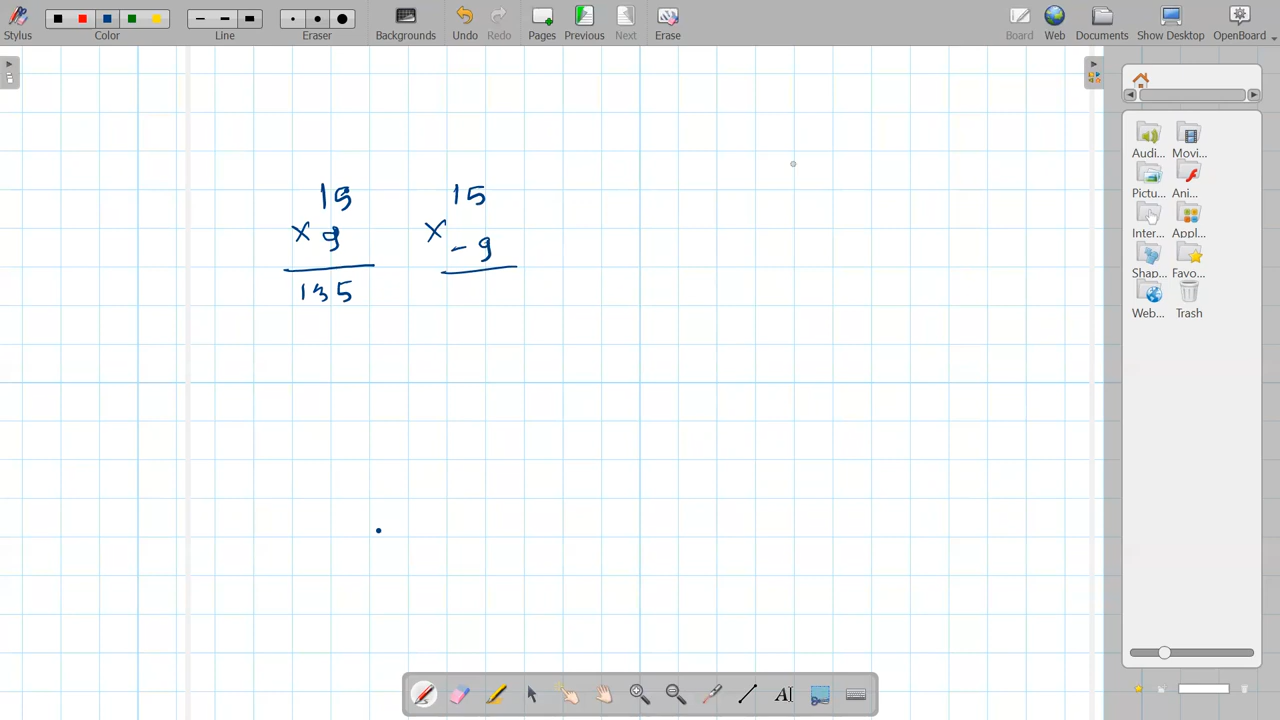 Stylus Color Line Eraser Backgrounds Undo Redo Pages Previous Next Erase Board Web Documents Show Desktop OpenBoard
15
× 9
135
15
×
- 9
Audi... Movi...
Pictu... Ani...
Inter... Appl...
Shap... Favo...
Web... Trash
AI